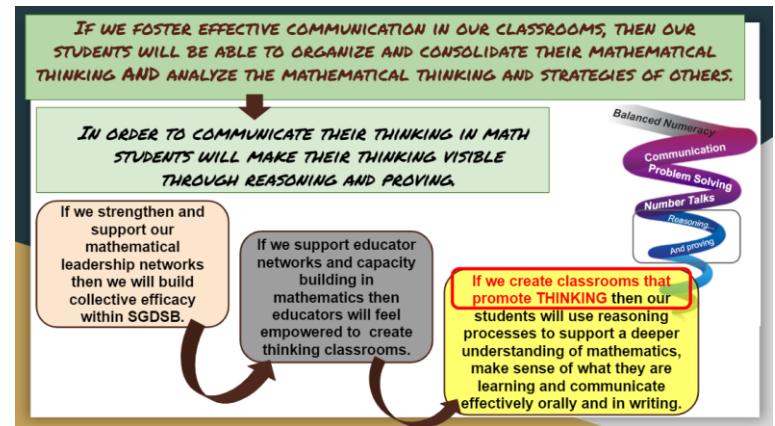 If we foster effective communication in our classrooms, then our
students will be able to organize and consolidate their mathematical
thinking AND analyze the mathematical thinking and strategies of others.
In order to communicate their thinking in math
students will make their thinking visible
through reasoning and proving.
Balanced Numeracy
Communication
Problem Solving
Number Talks
Reasoning...
And proving
If we strengthen and
support our
mathematical
leadership networks
then we will build
collective efficacy
within SGDSB.
If we support educator
networks and capacity
building in
mathematics then
educators will feel
empowered to create
thinking classrooms.
If we create classrooms that
promote THINKING then our
students will use reasoning
processes to support a deeper
understanding of mathematics,
make sense of what they are
learning and communicate
effectively orally and in writing.